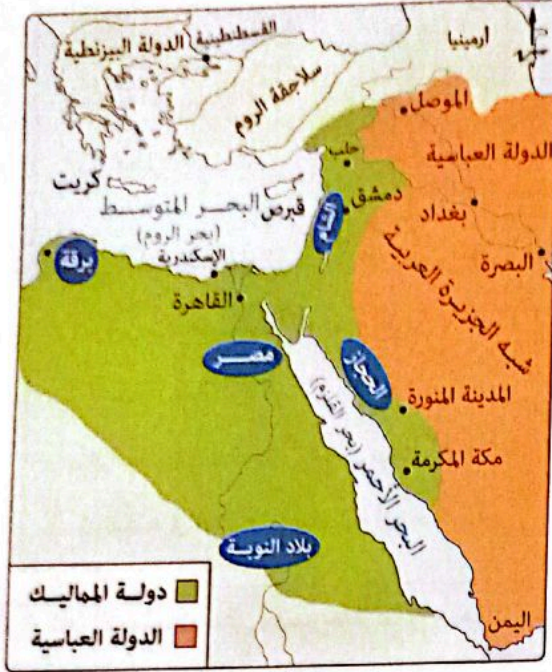 القسطنطينية
الدولة البيزنطية
أرمينيا
سلاجقة الروم
الموصل
حلب
الدولة العباسية
كريت
قبرص
البحر المتوسط
(بحر الروم)
دمشق
الشام
بغداد
البصرة
برقة
الإسكندرية
القاهرة
شبه الجزيرة العربية
مصر
الحجاز
المدينة المنورة
البحر الأحمر (بحر القلزم)
مكة المكرمة
بلاد النوبة
اليمن
دولة المماليك
الدولة العباسية